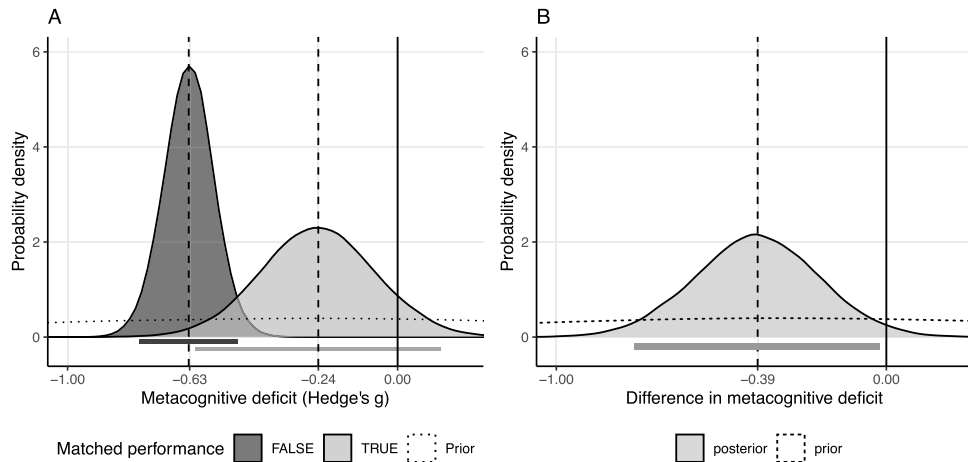 A
Probability density
6
4
2
0
−1.00
−0.63
−0.24
0.00
Metacognitive deficit (Hedge's g)
Matched performance
FALSE
TRUE
Prior
B
Probability density
6
4
2
0
−1.00
−0.39
0.00
Difference in metacognitive deficit
posterior
prior